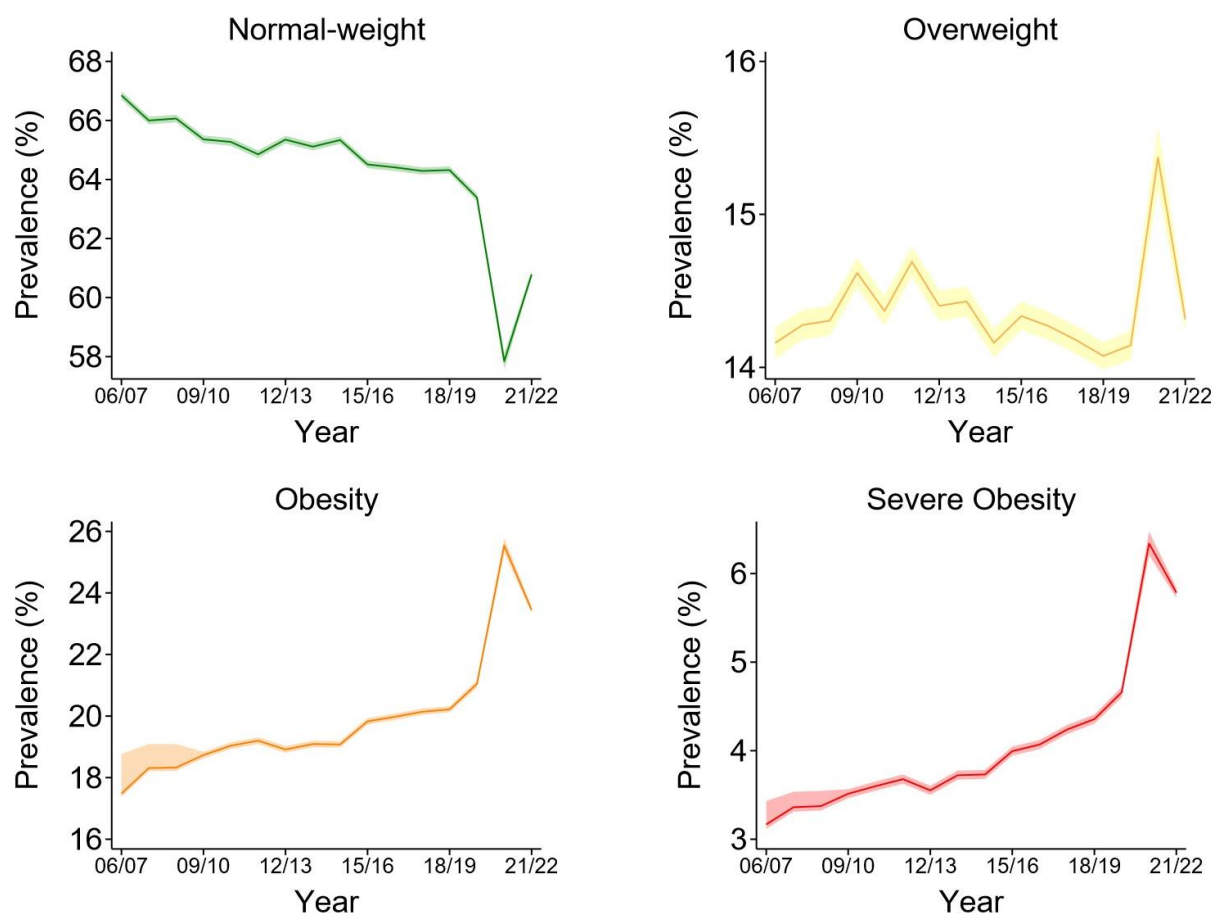 Normal-weight
68
66
64
62
60
58
Prevalence (%)
06/07 09/10 12/13 15/16 18/19 21/22
Year
Overweight
16
15
14
Prevalence (%)
06/07 09/10 12/13 15/16 18/19 21/22
Year
Obesity
26
24
22
20
18
16
Prevalence (%)
06/07 09/10 12/13 15/16 18/19 21/22
Year
Severe Obesity
6
5
4
3
Prevalence (%)
06/07 09/10 12/13 15/16 18/19 21/22
Year